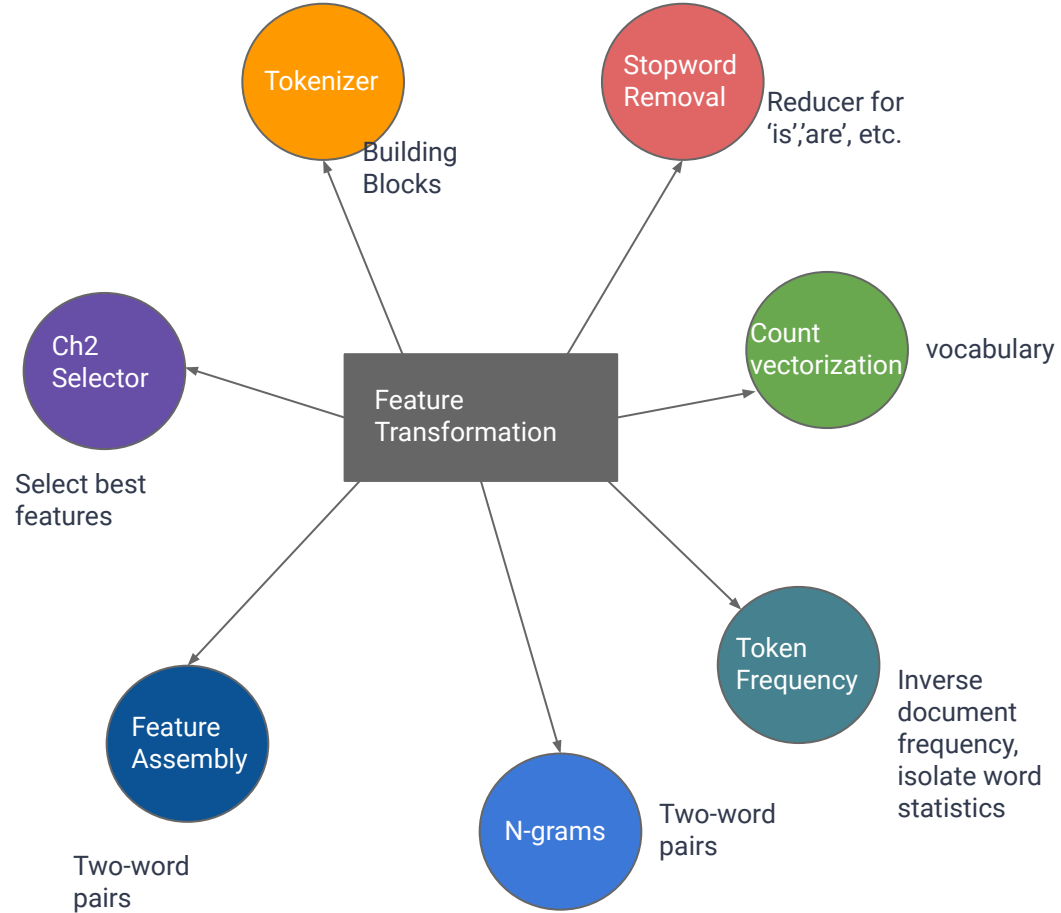 Tokenizer
Building
Blocks
Stopword
Removal
Reducer for
‘is’,’are’, etc.
Count
vectorization
vocabulary
Ch2
Selector
Select best
features
Feature
Transformation
Token
Frequency
Inverse
document
frequency,
isolate word
statistics
Feature
Assembly
Two-word
pairs
N-grams
Two-word
pairs